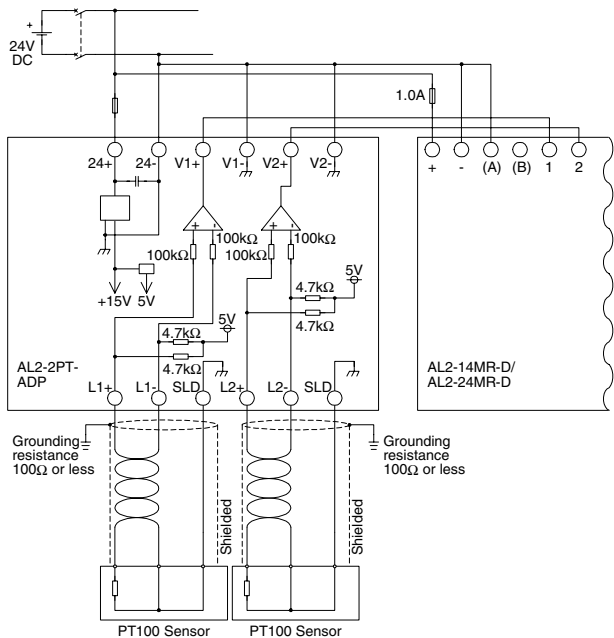 +
24V
DC
1.0A
24+ 24- V1+ V1- V2+ V2-
+ - (A) (B) 1 2
+ - + -
100kΩ 100kΩ 100kΩ 100kΩ
5V
4.7kΩ
4.7kΩ
+15V 5V
5V
4.7kΩ
4.7kΩ
AL2-2PT-
ADP
AL2-14MR-D/
AL2-24MR-D
L1+ L1- SLD L2+ L2- SLD
Grounding
resistance
100Ω or less
Grounding
resistance
100Ω or less
Shielded
Shielded
PT100 Sensor PT100 Sensor